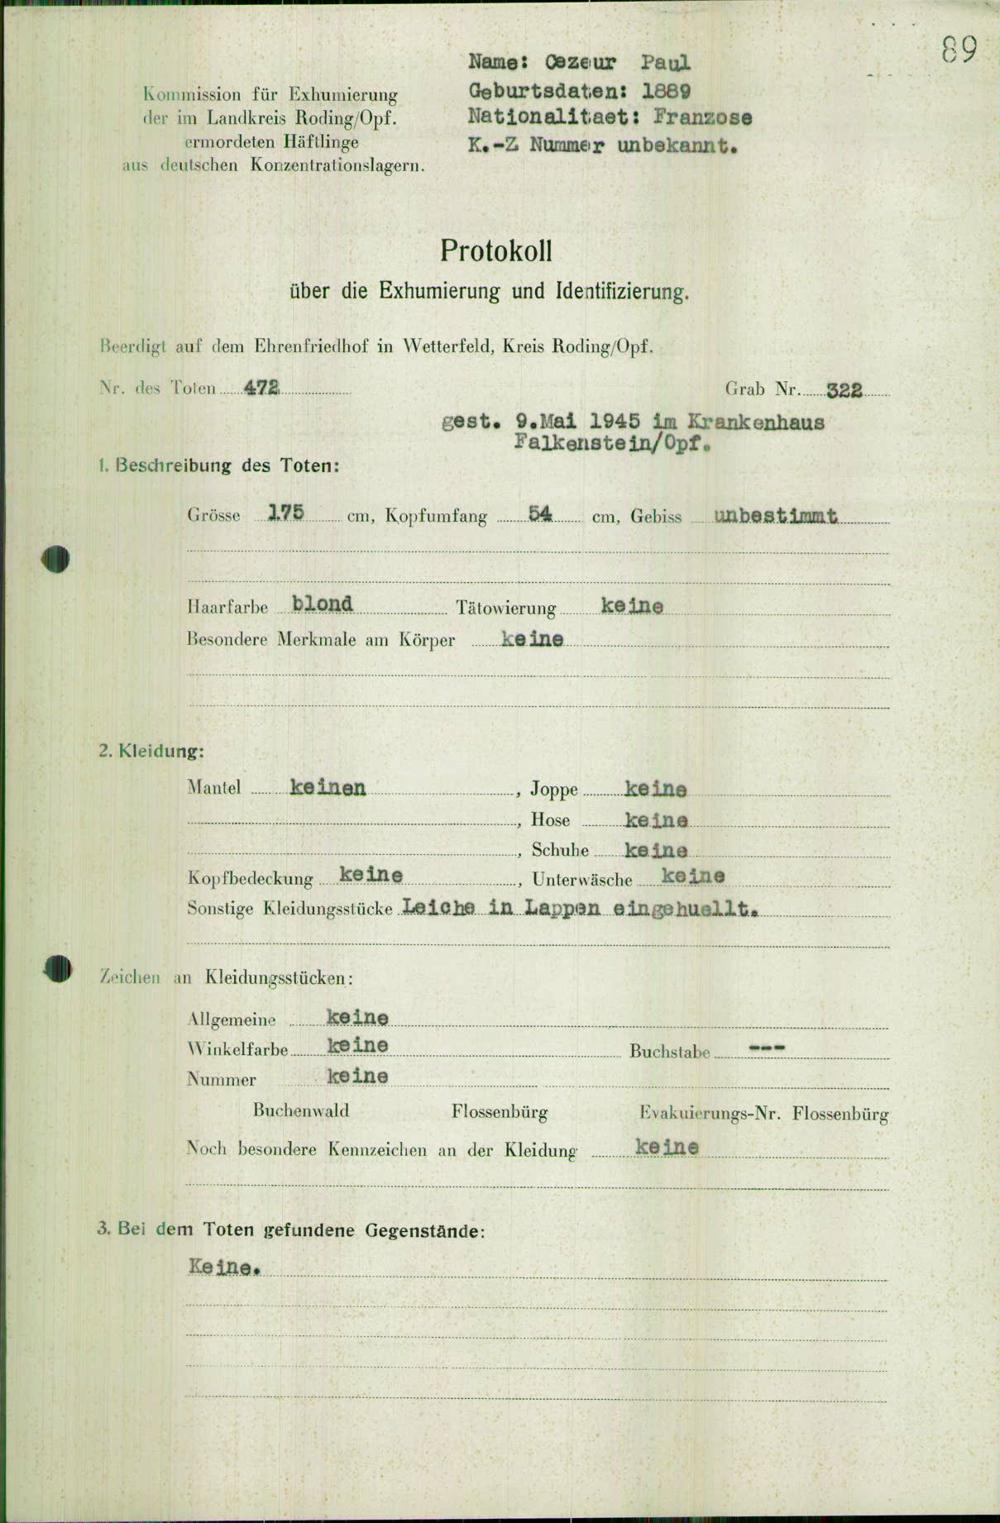 89
Name: Oezeur Paul
Geburtsdaten: 1889
Nationalitaet: Franzose
K.-Z Nummer unbekannt.
Kommission für Exhumierung
der im Landkreis Roding/Opf.
ermordeten Häftlinge
aus deutschen Konzentrationslagern.
Protokoll
über die Exhumierung und Identifizierung.
Beerdigt auf dem Ehrenfriedhof in Wetterfeld, Kreis Roding/Opf.
Nr. des Toten 472 Grab Nr. 322
gest. 9.Mai 1945 im Krankenhaus
Falkenstein/Opf.
1. Beschreibung des Toten:
Grösse 175 cm, Kopfumfang 54 cm, Gebiss unbestimmt
Haarfarbe blond Tätowierung keine
Besondere Merkmale am Körper keine
2. Kleidung:
Mantel keinen , Joppe keine
, Hose keine
, Schuhe keine
Kopfbedeckung keine , Unterwäsche keine
Sonstige Kleidungsstücke Leiche in Lappen eingehuellt.
Zeichen an Kleidungsstücken:
Allgemeine keine
Winkelfarbe keine Buchstabe ---
Nummer keine
Buchenwald Flossenbürg Evakuierungs-Nr. Flossenbürg
Noch besondere Kennzeichen an der Kleidung keine
3. Bei dem Toten gefundene Gegenstände:
Keine.